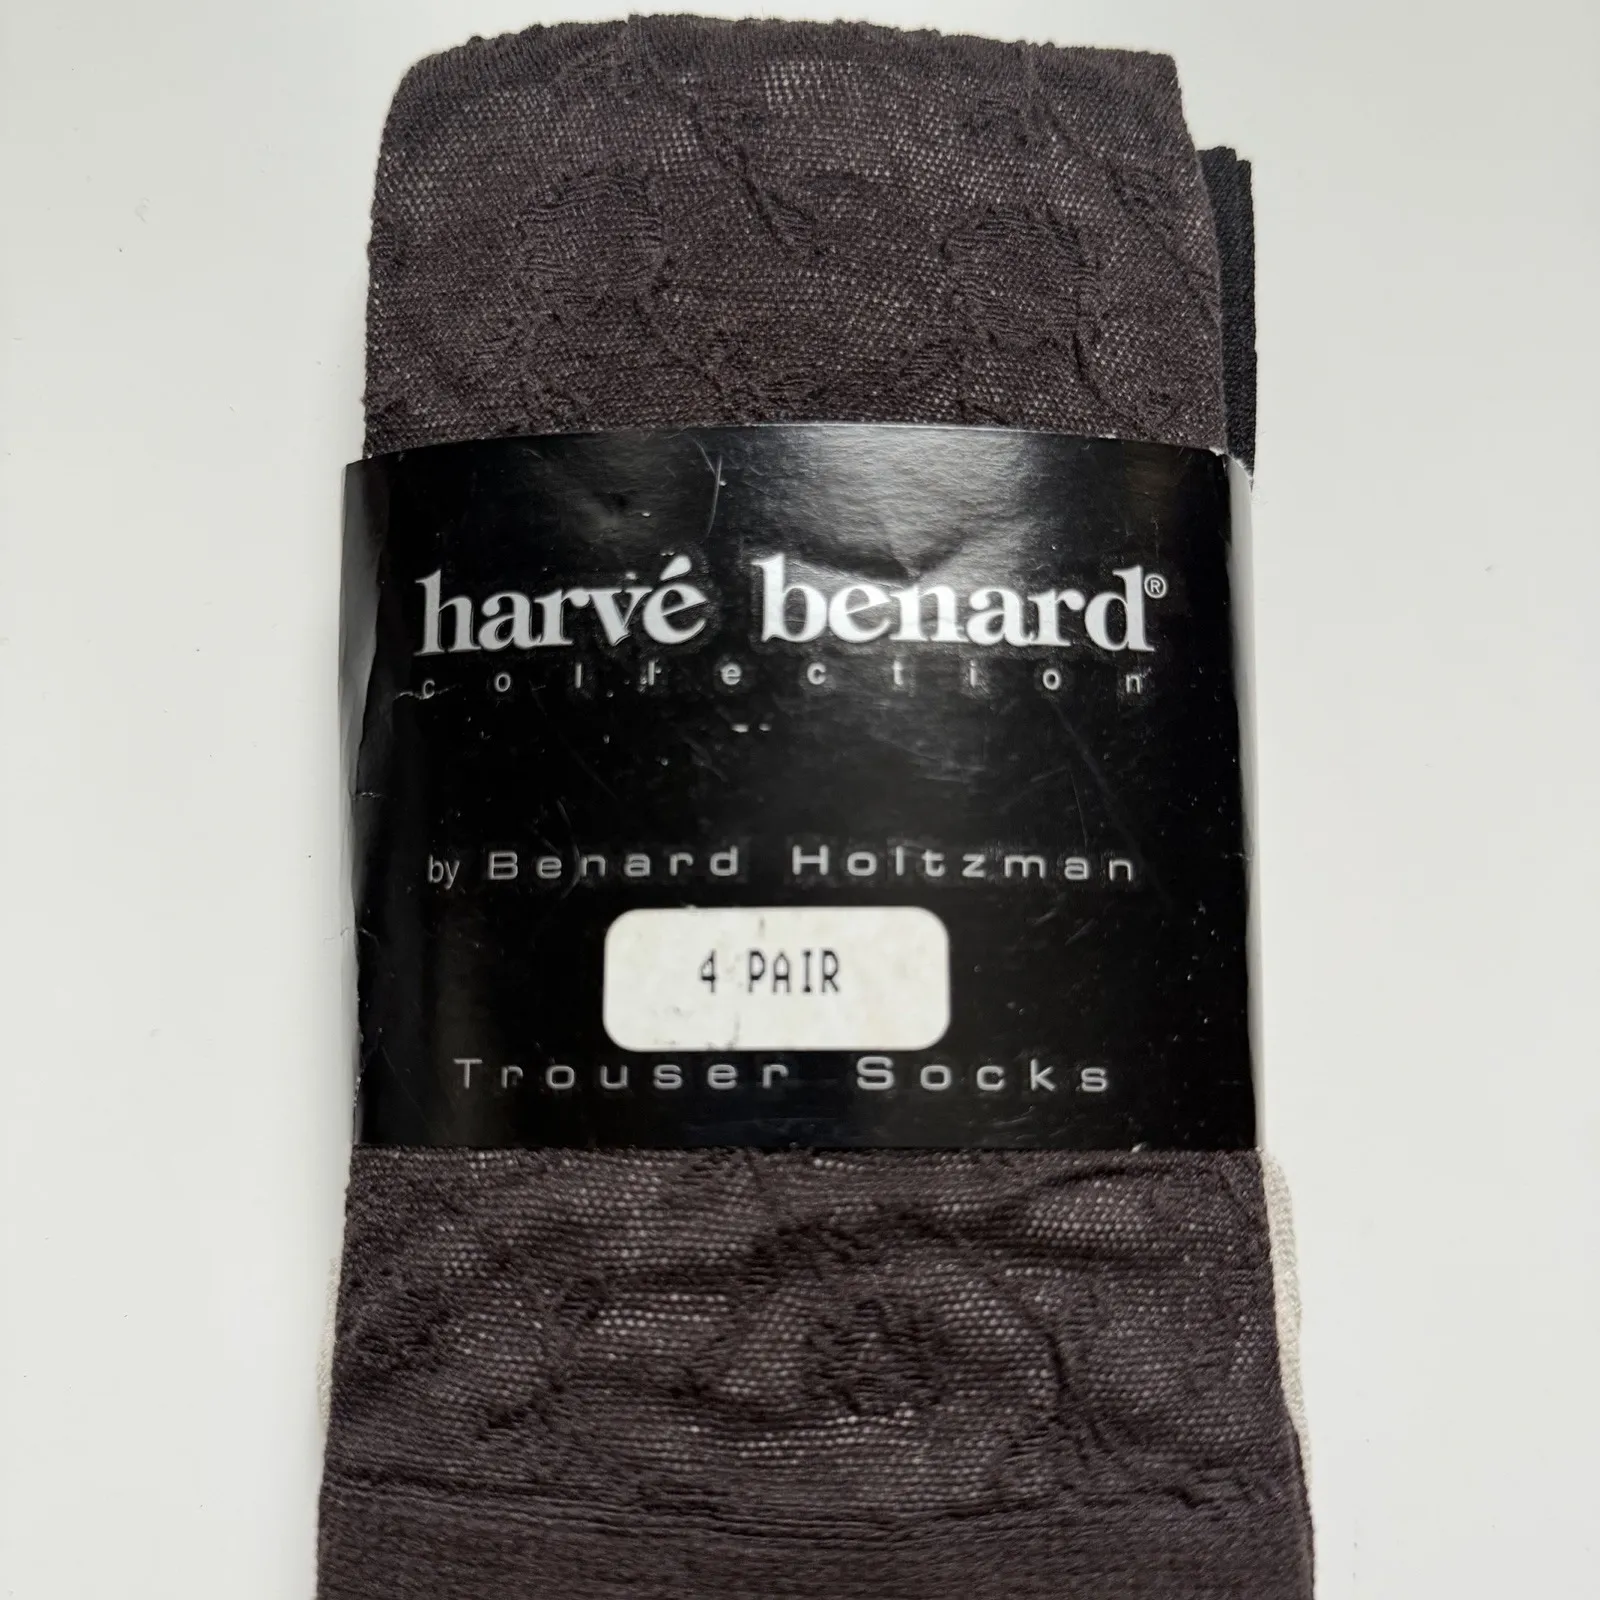 harvé benard®
collection
by Benard Holtzman
4 PAIR
Trouser Socks